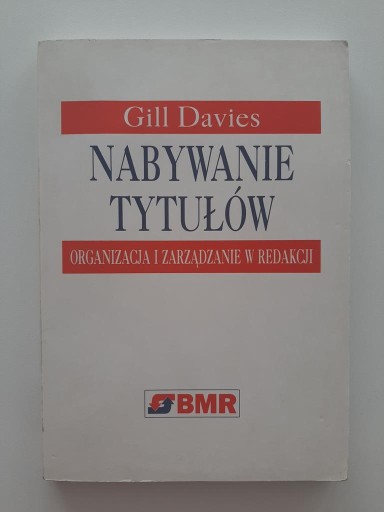 Gill Davies
NABYWANIE
TYTUŁÓW
ORGANIZACJA I ZARZĄDZANIE W REDAKCJI
BMR